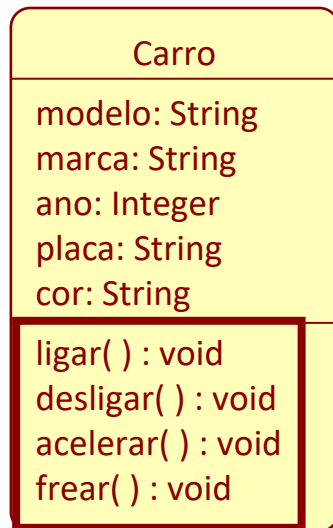 Carro
modelo: String
marca: String
ano: Integer
placa: String
cor: String
ligar( ) : void
desligar( ) : void
acelerar( ) : void
frear( ) : void